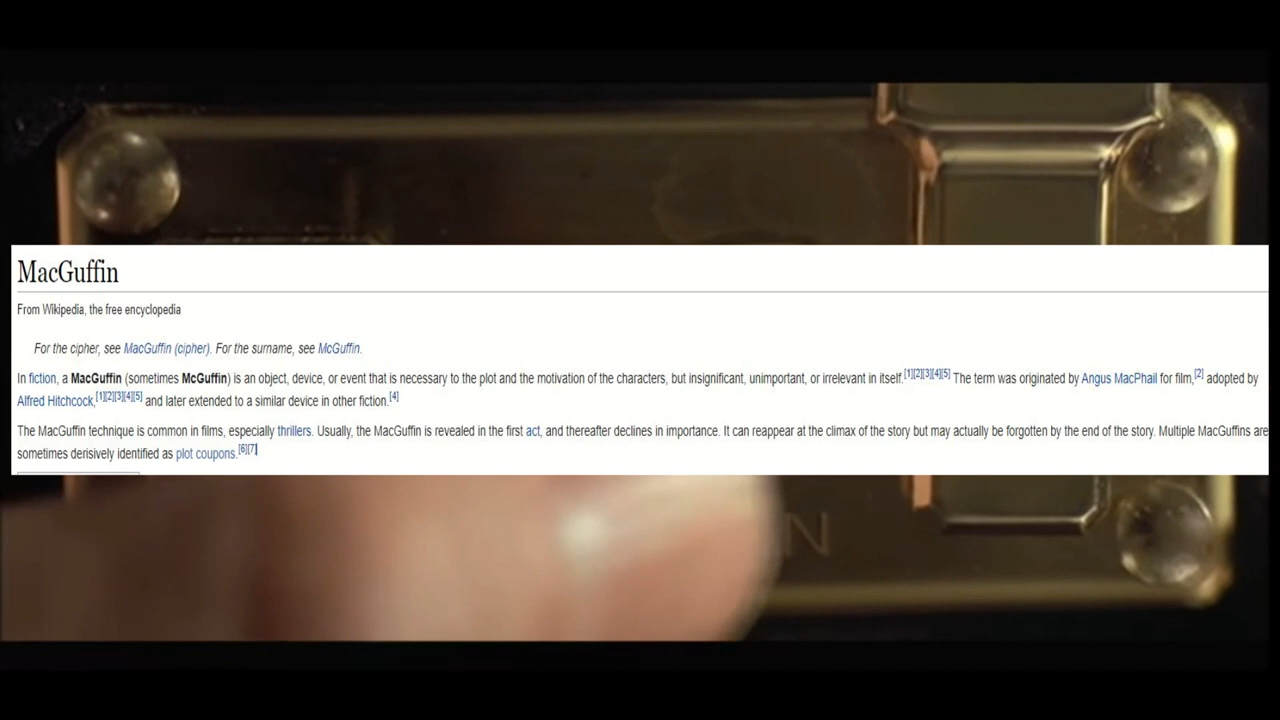 MacGuffin
From Wikipedia, the free encyclopedia
For the cipher, see MacGuffin (cipher). For the surname, see McGuffin.
In fiction, a MacGuffin (sometimes McGuffin) is an object, device, or event that is necessary to the plot and the motivation of the characters, but insignificant, unimportant, or irrelevant in itself.[1][2][3][4][5] The term was originated by Angus MacPhail for film,[2] adopted by
Alfred Hitchcock,[1][2][3][4][5] and later extended to a similar device in other fiction.[4]
The MacGuffin technique is common in films, especially thrillers. Usually, the MacGuffin is revealed in the first act, and thereafter declines in importance. It can reappear at the climax of the story but may actually be forgotten by the end of the story. Multiple MacGuffins are
sometimes derisively identified as plot coupons.[6][7]
N